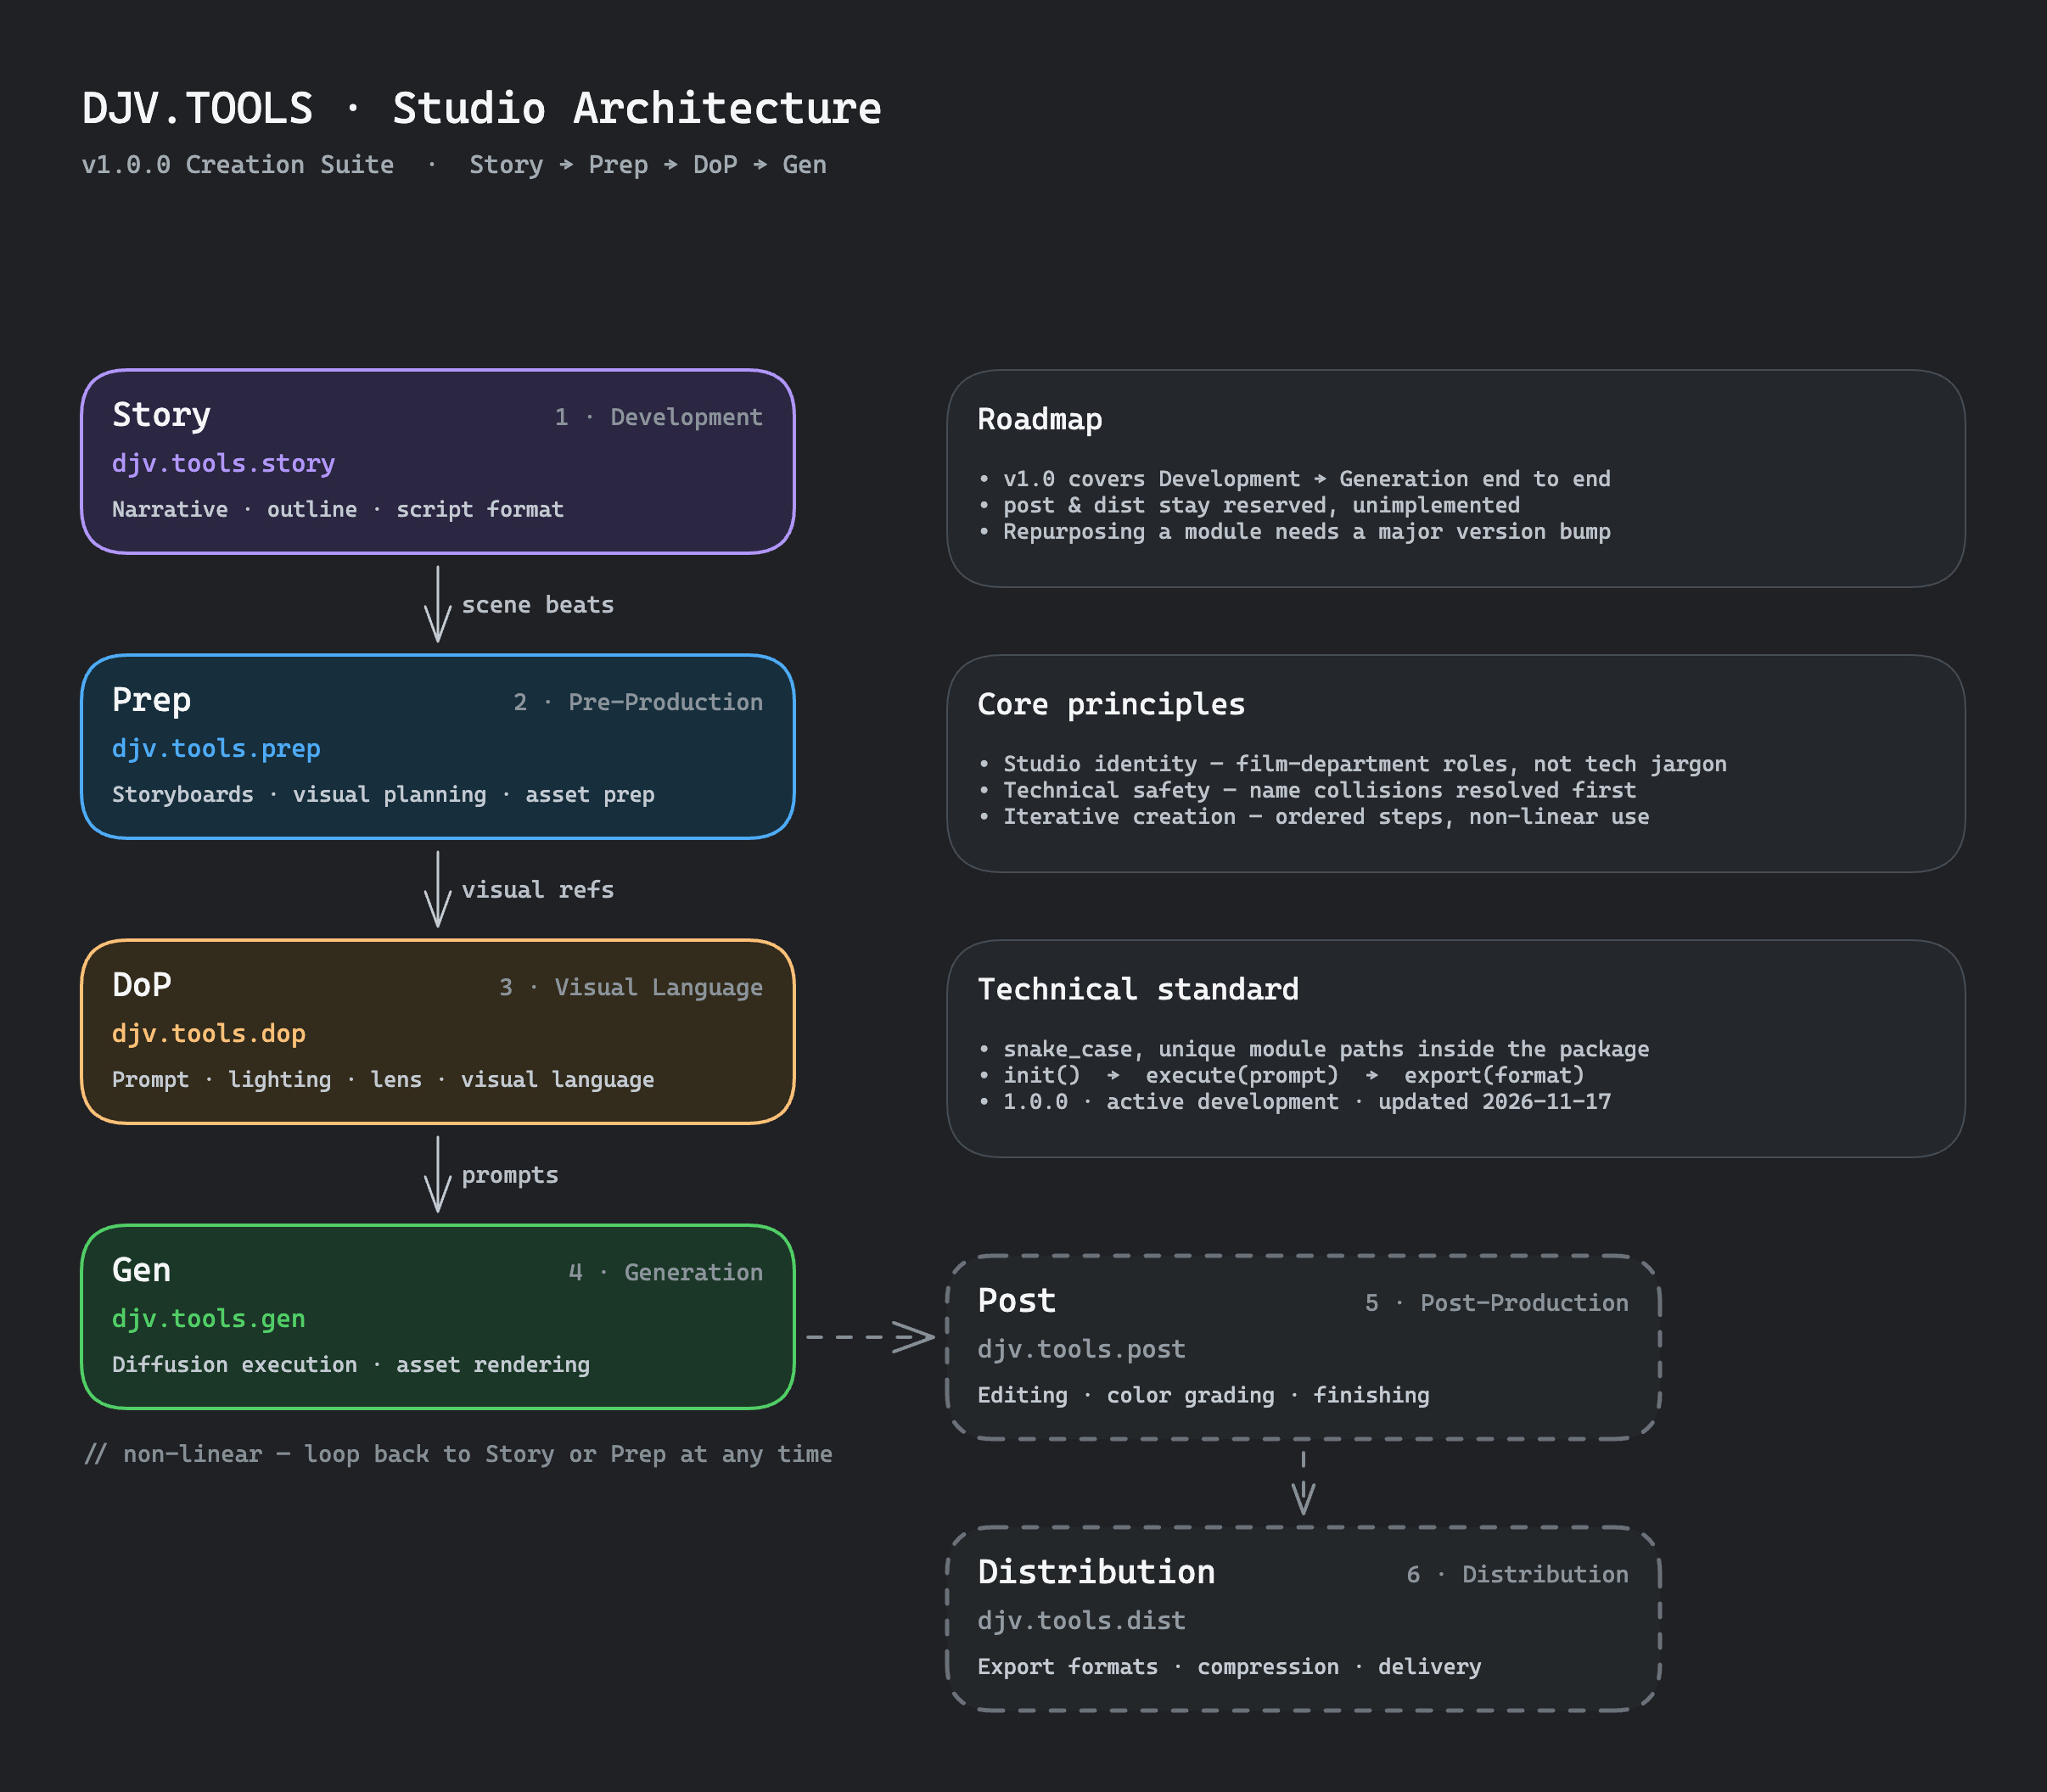 DJV.TOOLS · Studio Architecture
v1.0.0 Creation Suite · Story → Prep → DoP → Gen
Story
1 · Development
djv.tools.story
Narrative · outline · script format
scene beats
Prep
2 · Pre-Production
djv.tools.prep
Storyboards · visual planning · asset prep
visual refs
DoP
3 · Visual Language
djv.tools.dop
Prompt · lighting · lens · visual language
prompts
Gen
4 · Generation
djv.tools.gen
Diffusion execution · asset rendering
// non-linear — loop back to Story or Prep at any time
Roadmap
• v1.0 covers Development → Generation end to end
• post & dist stay reserved, unimplemented
• Repurposing a module needs a major version bump
Core principles
• Studio identity — film-department roles, not tech jargon
• Technical safety — name collisions resolved first
• Iterative creation — ordered steps, non-linear use
Technical standard
• snake_case, unique module paths inside the package
• init() → execute(prompt) → export(format)
• 1.0.0 · active development · updated 2026-11-17
Post
5 · Post-Production
djv.tools.post
Editing · color grading · finishing
Distribution
6 · Distribution
djv.tools.dist
Export formats · compression · delivery